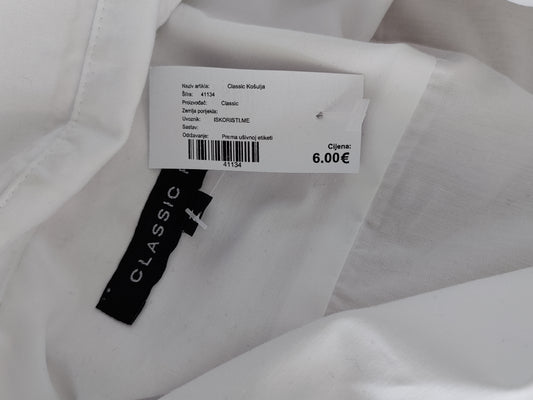 Naziv artikla: Classic Košulja
Šifra: 41134
Proizvođač: Classic
Zemlja porijekla:
Uvoznik: ISKORISTI.ME
Sastav:
Održavanje: Prema ušivnoj etiketi
41134
Cijena:
6.00€
CLASSIC